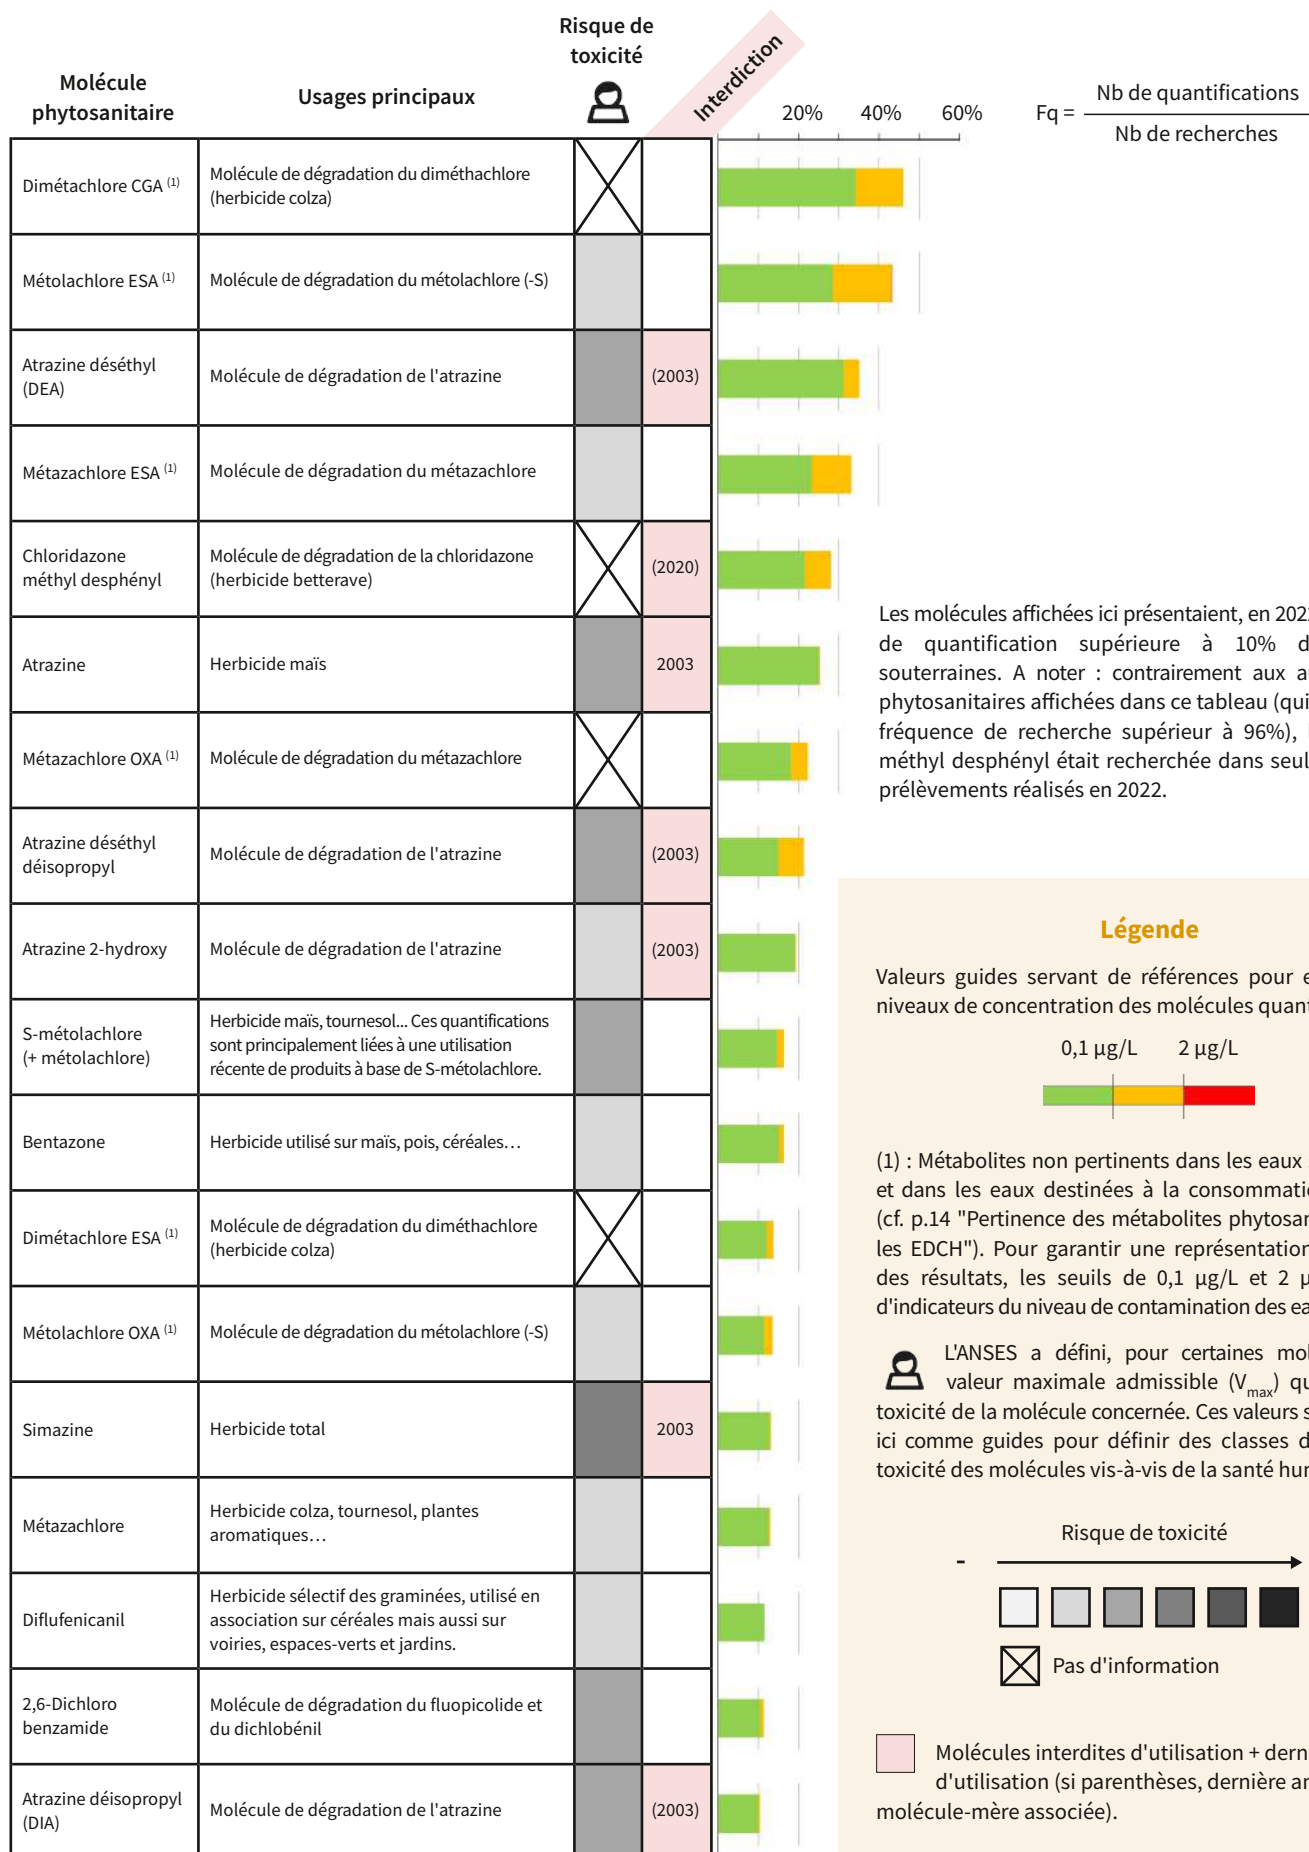 Risque de
toxicité
Interdiction
Molécule
phytosanitaire
Usages principaux
20% 40% 60%
Fq = Nb de quantifications
Nb de recherches
Dimétachlore CGA (1)
Molécule de dégradation du diméthachlore
(herbicide colza)
Métolachlore ESA (1)
Molécule de dégradation du métolachlore (-S)
Atrazine déséthyl
(DEA)
Molécule de dégradation de l'atrazine
(2003)
Métazachlore ESA (1)
Molécule de dégradation du métazachlore
Chloridazone
méthyl desphényl
Molécule de dégradation de la chloridazone
(herbicide betterave)
(2020)
Atrazine
Herbicide maïs
2003
Métazachlore OXA (1)
Molécule de dégradation du métazachlore
Atrazine déséthyl
déisopropyl
Molécule de dégradation de l'atrazine
(2003)
Atrazine 2-hydroxy
Molécule de dégradation de l'atrazine
(2003)
S-métolachlore
(+ métolachlore)
Herbicide maïs, tournesol... Ces quantifications
sont principalement liées à une utilisation
récente de produits à base de S-métolachlore.
Bentazone
Herbicide utilisé sur maïs, pois, céréales…
Dimétachlore ESA (1)
Molécule de dégradation du diméthachlore
(herbicide colza)
Métolachlore OXA (1)
Molécule de dégradation du métolachlore (-S)
Simazine
Herbicide total
2003
Métazachlore
Herbicide colza, tournesol, plantes
aromatiques…
Diflufenicanil
Herbicide sélectif des graminées, utilisé en
association sur céréales mais aussi sur
voiries, espaces-verts et jardins.
2,6-Dichloro
benzamide
Molécule de dégradation du fluopicolide et
du dichlobénil
Atrazine déisopropyl
(DIA)
Molécule de dégradation de l'atrazine
(2003)
Les molécules affichées ici présentaient, en 2022
de quantification supérieure à 10% d
souterraines. A noter : contrairement aux au
phytosanitaires affichées dans ce tableau (qui
fréquence de recherche supérieur à 96%),
méthyl desphényl était recherchée dans seul
prélèvements réalisés en 2022.
Légende
Valeurs guides servant de références pour e
niveaux de concentration des molécules quant
0,1 µg/L 2 µg/L
(1) : Métabolites non pertinents dans les eaux
et dans les eaux destinées à la consommatio
(cf. p.14 "Pertinence des métabolites phytosan
les EDCH"). Pour garantir une représentation
des résultats, les seuils de 0,1 µg/L et 2 µ
d'indicateurs du niveau de contamination des ea
L'ANSES a défini, pour certaines mol
valeur maximale admissible (Vmax) qu
toxicité de la molécule concernée. Ces valeurs s
ici comme guides pour définir des classes d
toxicité des molécules vis-à-vis de la santé hum
Risque de toxicité
-
Pas d'information
Molécules interdites d'utilisation + dern
d'utilisation (si parenthèses, dernière an
molécule-mère associée).